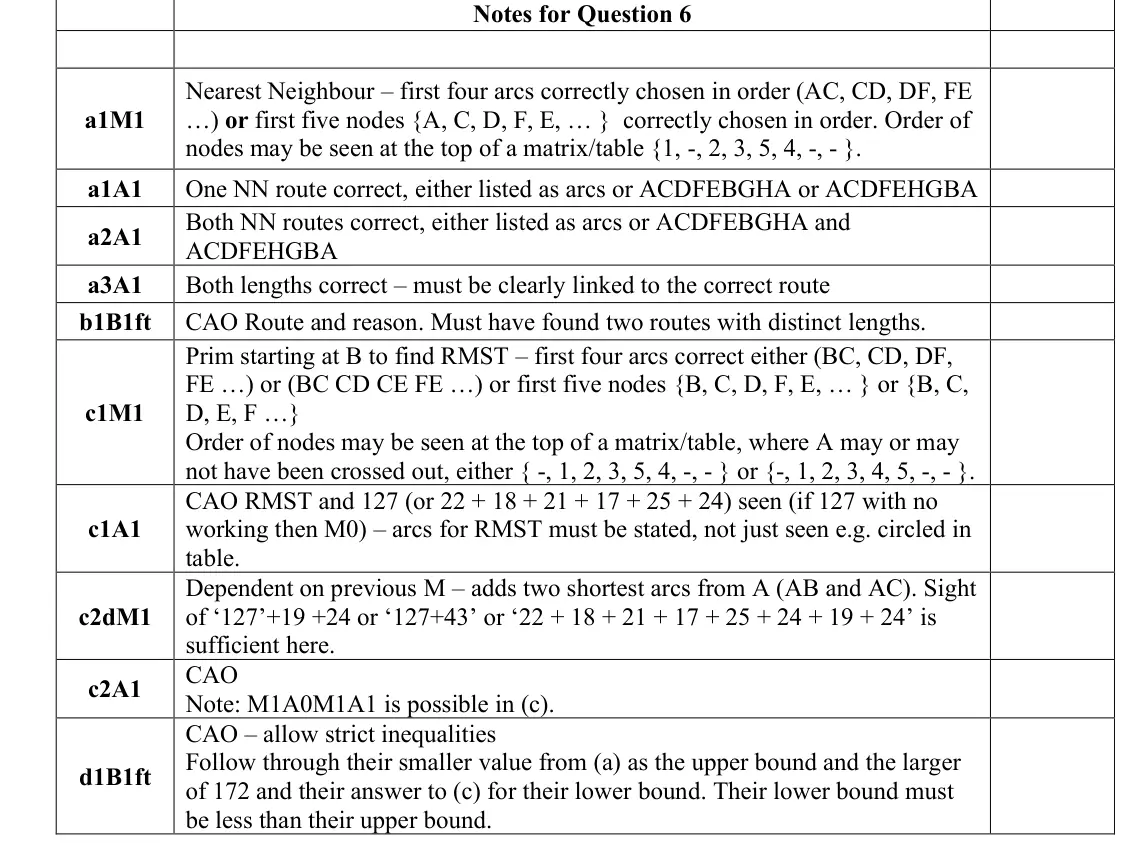 Notes for Question 6
a1M1
Nearest Neighbour – first four arcs correctly chosen in order (AC, CD, DF, FE
…) or first five nodes {A, C, D, F, E, … }  correctly chosen in order. Order of
nodes may be seen at the top of a matrix/table {1, -, 2, 3, 5, 4, -, - }.
a1A1
One NN route correct, either listed as arcs or ACDFEBGHA or ACDFEHGBA
a2A1
Both NN routes correct, either listed as arcs or ACDFEBGHA and
ACDFEHGBA
a3A1
Both lengths correct – must be clearly linked to the correct route
b1B1ft
CAO Route and reason. Must have found two routes with distinct lengths.
c1M1
Prim starting at B to find RMST – first four arcs correct either (BC, CD, DF,
FE …) or (BC CD CE FE …) or first five nodes {B, C, D, F, E, … } or {B, C,
D, E, F …}
Order of nodes may be seen at the top of a matrix/table, where A may or may
not have been crossed out, either { -, 1, 2, 3, 5, 4, -, - } or {-, 1, 2, 3, 4, 5, -, - }.
c1A1
CAO RMST and 127 (or 22 + 18 + 21 + 17 + 25 + 24) seen (if 127 with no
working then M0) – arcs for RMST must be stated, not just seen e.g. circled in
table.
c2dM1
Dependent on previous M – adds two shortest arcs from A (AB and AC). Sight
of ‘127’+19 +24 or ‘127+43’ or ‘22 + 18 + 21 + 17 + 25 + 24 + 19 + 24’ is
sufficient here.
c2A1
CAO
Note: M1A0M1A1 is possible in (c).
d1B1ft
CAO – allow strict inequalities
Follow through their smaller value from (a) as the upper bound and the larger
of 172 and their answer to (c) for their lower bound. Their lower bound must
be less than their upper bound.